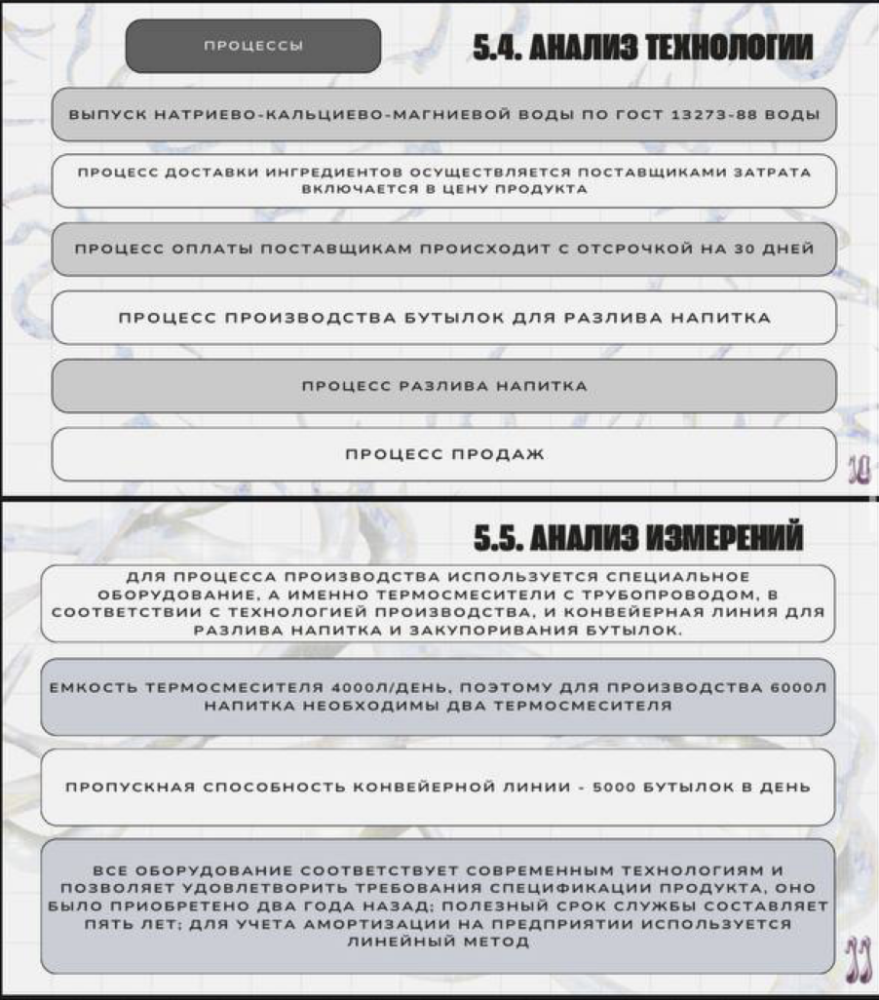 ПРОЦЕССЫ
5.4. АНАЛИЗ ТЕХНОЛОГИИ
ВЫПУСК НАТРИЕВО-КАЛЬЦИЕВО-МАГНИЕВОЙ ВОДЫ ПО ГОСТ 13273-88 ВОДЫ
ПРОЦЕСС ДОСТАВКИ ИНГРЕДИЕНТОВ ОСУЩЕСТВЛЯЕТСЯ ПОСТАВЩИКАМИ ЗАТРАТА
ВКЛЮЧАЕТСЯ В ЦЕНУ ПРОДУКТА
ПРОЦЕСС ОПЛАТЫ ПОСТАВЩИКАМ ПРОИСХОДИТ С ОТСРОЧКОЙ НА 30 ДНЕЙ
ПРОЦЕСС ПРОИЗВОДСТВА БУТЫЛОК ДЛЯ РАЗЛИВА НАПИТКА
ПРОЦЕСС РАЗЛИВА НАПИТКА
ПРОЦЕСС ПРОДАЖ
10
5.5. АНАЛИЗ ИЗМЕРЕНИЙ
ДЛЯ ПРОЦЕССА ПРОИЗВОДСТВА ИСПОЛЬЗУЕТСЯ СПЕЦИАЛЬНОЕ
ОБОРУДОВАНИЕ, А ИМЕННО ТЕРМОСМЕСИТЕЛИ С ТРУБОПРОВОДОМ, В
СООТВЕТСТВИИ С ТЕХНОЛОГИЕЙ ПРОИЗВОДСТВА, И КОНВЕЙЕРНАЯ ЛИНИЯ ДЛЯ
РАЗЛИВА НАПИТКА И ЗАКУПОРИВАНИЯ БУТЫЛОК.
ЕМКОСТЬ ТЕРМОСМЕСИТЕЛЯ 4000Л/ДЕНЬ, ПОЭТОМУ ДЛЯ ПРОИЗВОДСТВА 6000Л
НАПИТКА НЕОБХОДИМЫ ДВА ТЕРМОСМЕСИТЕЛЯ
ПРОПУСКНАЯ СПОСОБНОСТЬ КОНВЕЙЕРНОЙ ЛИНИИ - 5000 БУТЫЛОК В ДЕНЬ
ВСЕ ОБОРУДОВАНИЕ СООТВЕТСТВУЕТ СОВРЕМЕННЫМ ТЕХНОЛОГИЯМ И
ПОЗВОЛЯЕТ УДОВЛЕТВОРИТЬ ТРЕБОВАНИЯ СПЕЦИФИКАЦИИ ПРОДУКТА, ОНО
БЫЛО ПРИОБРЕТЕНО ДВА ГОДА НАЗАД; ПОЛЕЗНЫЙ СРОК СЛУЖБЫ СОСТАВЛЯЕТ
ПЯТЬ ЛЕТ; ДЛЯ УЧЕТА АМОРТИЗАЦИИ НА ПРЕДПРИЯТИИ ИСПОЛЬЗУЕТСЯ
ЛИНЕЙНЫЙ МЕТОД
11